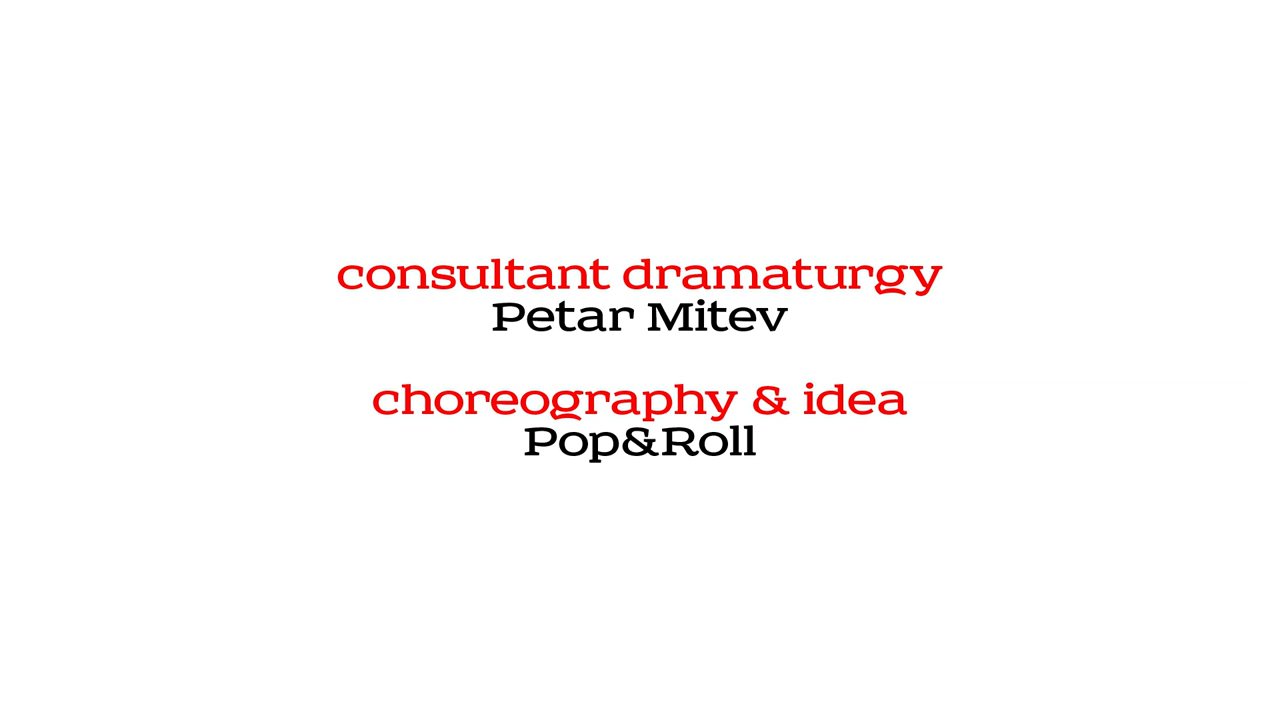 consultant dramaturgy
Petar Mitev
choreography & idea
Pop&Roll